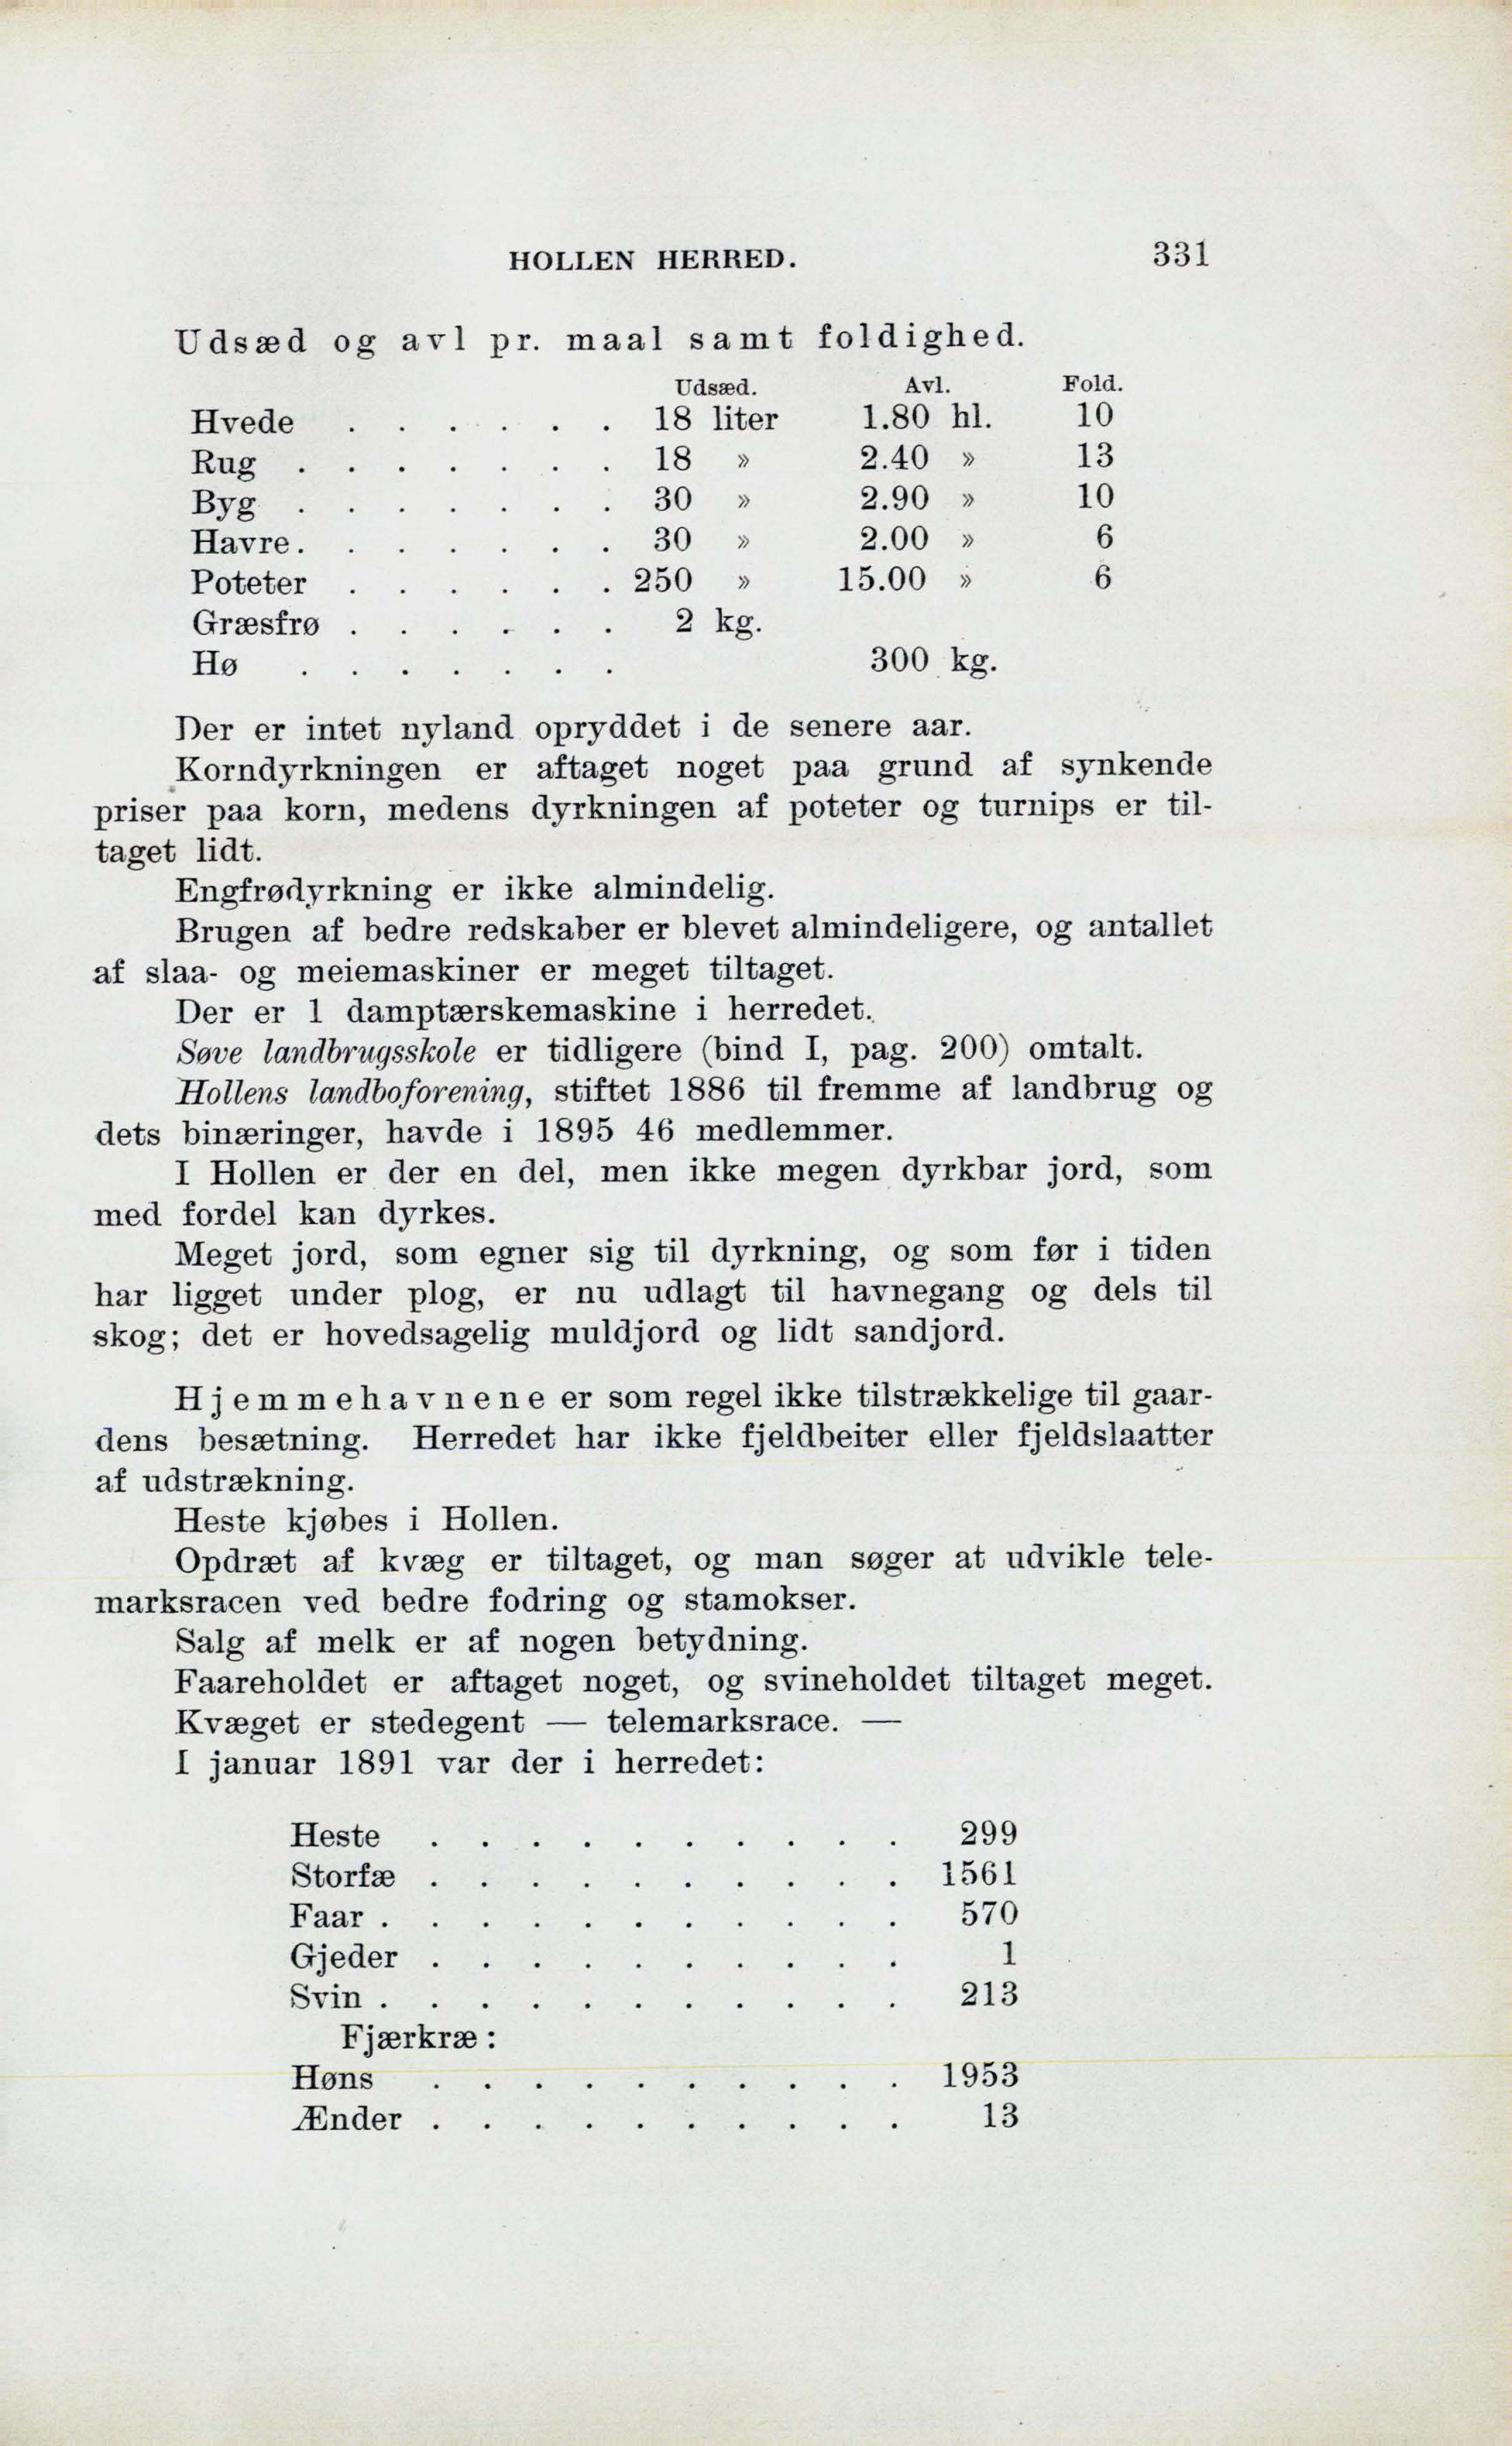 HOLLEN HERRED. 331
Udsæd og avl pr. maal samt foldighed.
Udsæd. Avl. Fold.
Hvede . . . . . . 18 liter 1.80 hl. 10
Rug . . . . . . . 18 » 2.40 » 13
Byg . . . . . . . 30 » 2.90 » 10
Havre. . . . . . . 30 » 2.00 » 6
Poteter . . . . . . 250 » 15.00 » 6
Græsfrø . . . . . . 2 kg.
Hø . . . . . . . 300 kg.
Der er intet nyland opryddet i de senere aar.
Korndyrkningen er aftaget noget paa grund af synkende
priser paa korn, medens dyrkningen af poteter og turnips er til-
taget lidt.
Engfrødyrkning er ikke almindelig.
Brugen af bedre redskaber er blevet almindeligere, og antallet
af slaa- og meiemaskiner er meget tiltaget.
Der er 1 damptærskemaskine i herredet.
Søve landbrugsskole er tidligere (bind I, pag. 200) omtalt.
Hollens landboforening, stiftet 1886 til fremme af landbrug og
dets binæringer, havde i 1895 46 medlemmer.
I Hollen er der en del, men ikke megen dyrkbar jord, som
med fordel kan dyrkes.
Meget jord, som egner sig til dyrkning, og som før i tiden
har ligget under plog, er nu udlagt til havnegang og dels til
skog; det er hovedsagelig muldjord og lidt sandjord.
Hjemmehavnene er som regel ikke tilstrækkelige til gaar-
dens besætning. Herredet har ikke fjeldbeiter eller fjeldslaatter
af udstrækning.
Heste kjøbes i Hollen.
Opdræt af kvæg er tiltaget, og man søger at udvikle tele-
marksracen ved bedre fodring og stamokser.
Salg af melk er af nogen betydning.
Faareholdet er aftaget noget, og svineholdet tiltaget meget.
Kvæget er stedegent — telemarksrace. —
I januar 1891 var der i herredet:
Heste . . . . . . . . . . 299
Storfæ . . . . . . . . . . 1561
Faar . . . . . . . . . . . 570
Gjeder . . . . . . . . . . 1
Svin . . . . . . . . . . . 213
Fjærkræ:
Høns . . . . . . . . . . 1953
Ænder . . . . . . . . . . 13